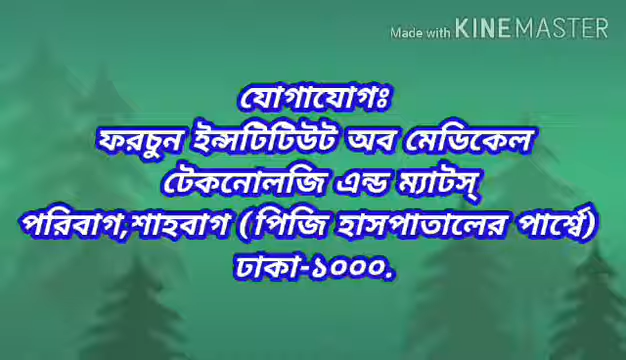 Made with KINEMASTER
যোগাযোগঃ
ফরচুন ইন্সটিটিউট অব মেডিকেল
টেকনোলজি এন্ড ম্যাটস্
পরিবাগ,শাহবাগ (পিজি হাসপাতালের পার্শ্বে)
ঢাকা-১০০০.